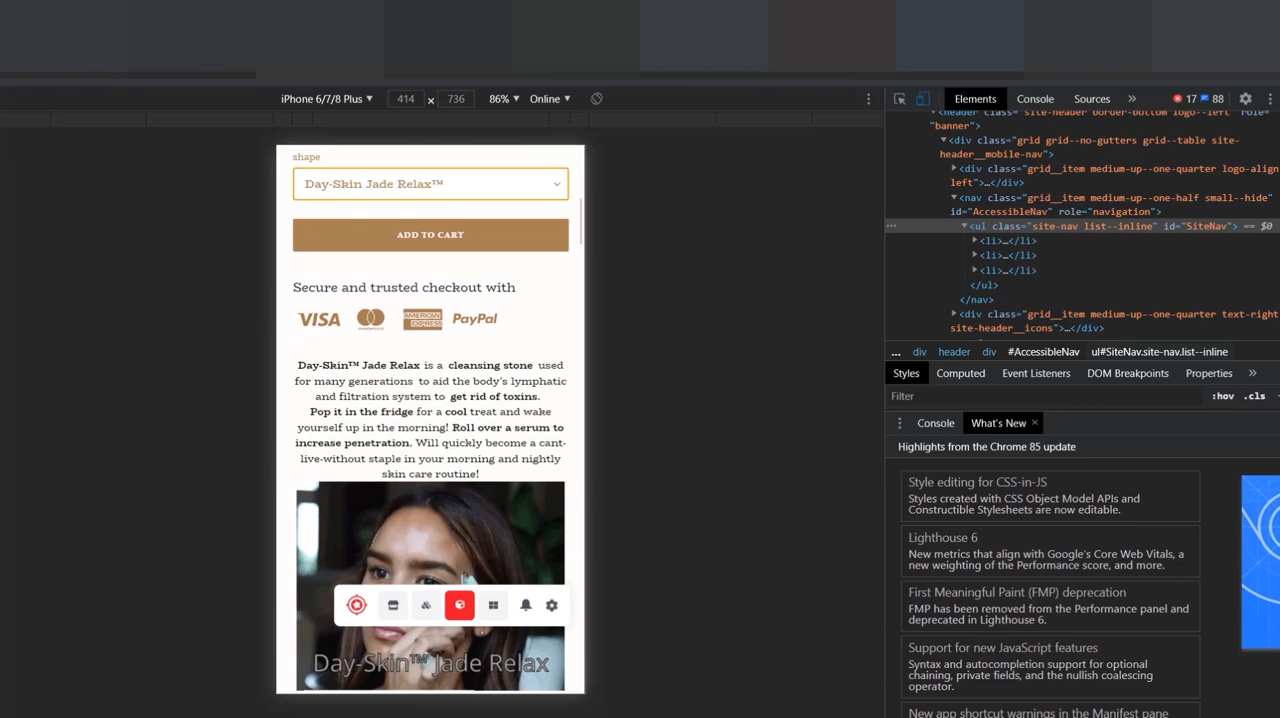 iPhone 6/7/8 Plus ▼ 414 × 736 86% ▼ Online ▼
Elements Console Sources » 17 88
shape
Day-Skin Jade Relax™
ADD TO CART
Secure and trusted checkout with
VISA mastercard AMERICAN EXPRESS PayPal
Day-Skin™ Jade Relax is a cleansing stone used
for many generations to aid the body's lymphatic
and filtration system to get rid of toxins.
Pop it in the fridge for a cool treat and wake
yourself up in the morning! Roll over a serum to
increase penetration. Will quickly become a cant-
live-without staple in your morning and nightly
skin care routine!
Day-Skin™ Jade Relax
<header class="site-header border-bottom logo--left" role=
"banner">
▼<div class="grid grid--no-gutters grid--table site-
header__mobile-nav">
▶<div class="grid__item medium-up--one-quarter logo-align
left">…</div>
▼<nav class="grid__item medium-up--one-half small--hide"
id="AccessibleNav" role="navigation">
… ▼<ul class="site-nav list--inline" id="SiteNav"> == $0
▶<li>…</li>
▶<li>…</li>
▶<li>…</li>
</ul>
</nav>
▶<div class="grid__item medium-up--one-quarter text-right
site-header__icons">…</div>
... div header div #AccessibleNav ul#SiteNav.site-nav.list--inline
Styles Computed Event Listeners DOM Breakpoints Properties »
Filter :hov .cls
Console What's New ×
Highlights from the Chrome 85 update
Style editing for CSS-in-JS
Styles created with CSS Object Model APIs and
Constructible Stylesheets are now editable.
Lighthouse 6
New metrics that align with Google's Core Web Vitals, a
new weighting of the Performance score, and more.
First Meaningful Paint (FMP) deprecation
FMP has been removed from the Performance panel and
deprecated in Lighthouse 6.
Support for new JavaScript features
Syntax and autocompletion support for optional
chaining, private fields, and the nullish coalescing
operator.
New app shortcut warnings in the Manifest pane